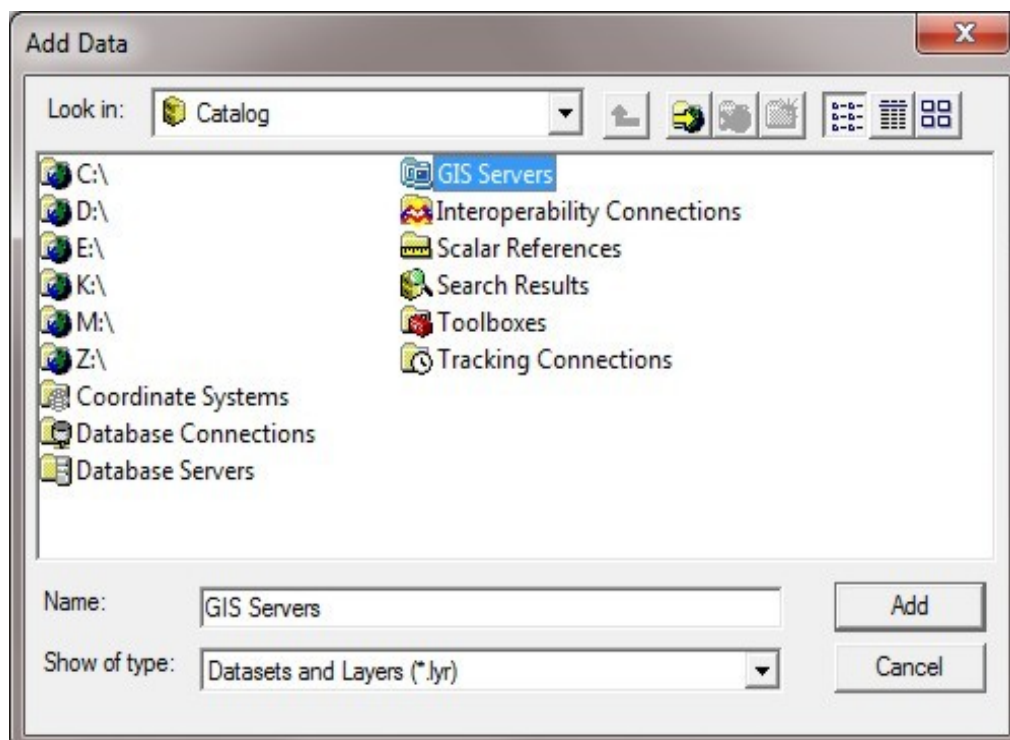 Add Data
Look in: Catalog
C:\
D:\
E:\
K:\
M:\
Z:\
Coordinate Systems
Database Connections
Database Servers
GIS Servers
Interoperability Connections
Scalar References
Search Results
Toolboxes
Tracking Connections
Name: GIS Servers Add
Show of type: Datasets and Layers (*.lyr) Cancel